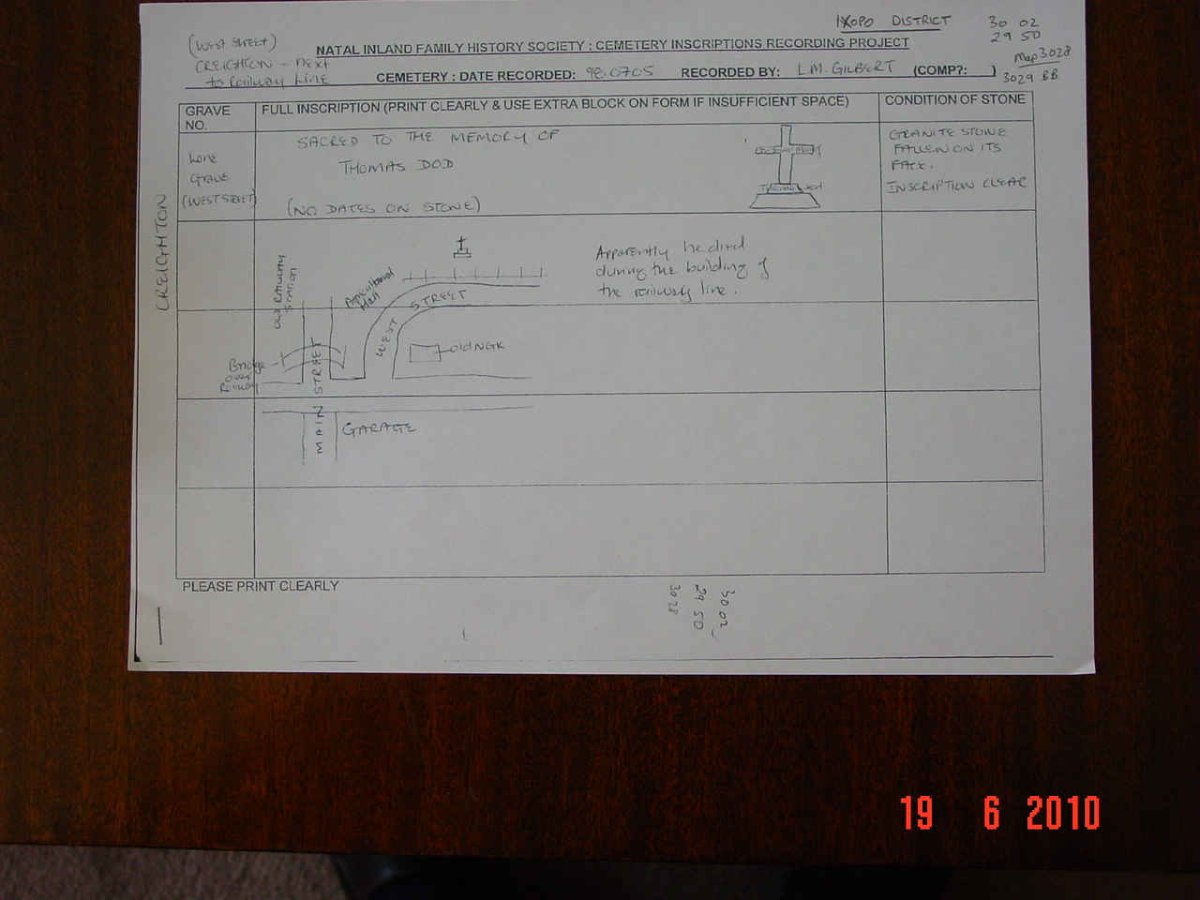 IXOPO DISTRICT
30 02
29 50
Map 3028
3029 BB
(WEST STREET)
CREIGHTON - Next
to Railway Line
NATAL INLAND FAMILY HISTORY SOCIETY : CEMETERY INSCRIPTIONS RECORDING PROJECT
CEMETERY : DATE RECORDED: 98.07.05 RECORDED BY: L.M. GILBERT (COMP?: )
GRAVE NO.
FULL INSCRIPTION (PRINT CLEARLY & USE EXTRA BLOCK ON FORM IF INSUFFICIENT SPACE)
CONDITION OF STONE
CREIGHTON
Lone
GRAVE
(WEST STREET)
SACRED TO THE MEMORY OF
THOMAS DOD
(NO DATES ON STONE)
GRANITE STONE
FALLEN ON ITS
FACE.
INSCRIPTION CLEAR
Apparently he died
during the building of
the railway line.
OLD RAILWAY
STATION
Agricultural
Hall
WEST STREET
OLD NGK
Bridge
over
Railway
MAIN STREET
GARAGE
PLEASE PRINT CLEARLY
30 02
29 50
3028
19 6 2010